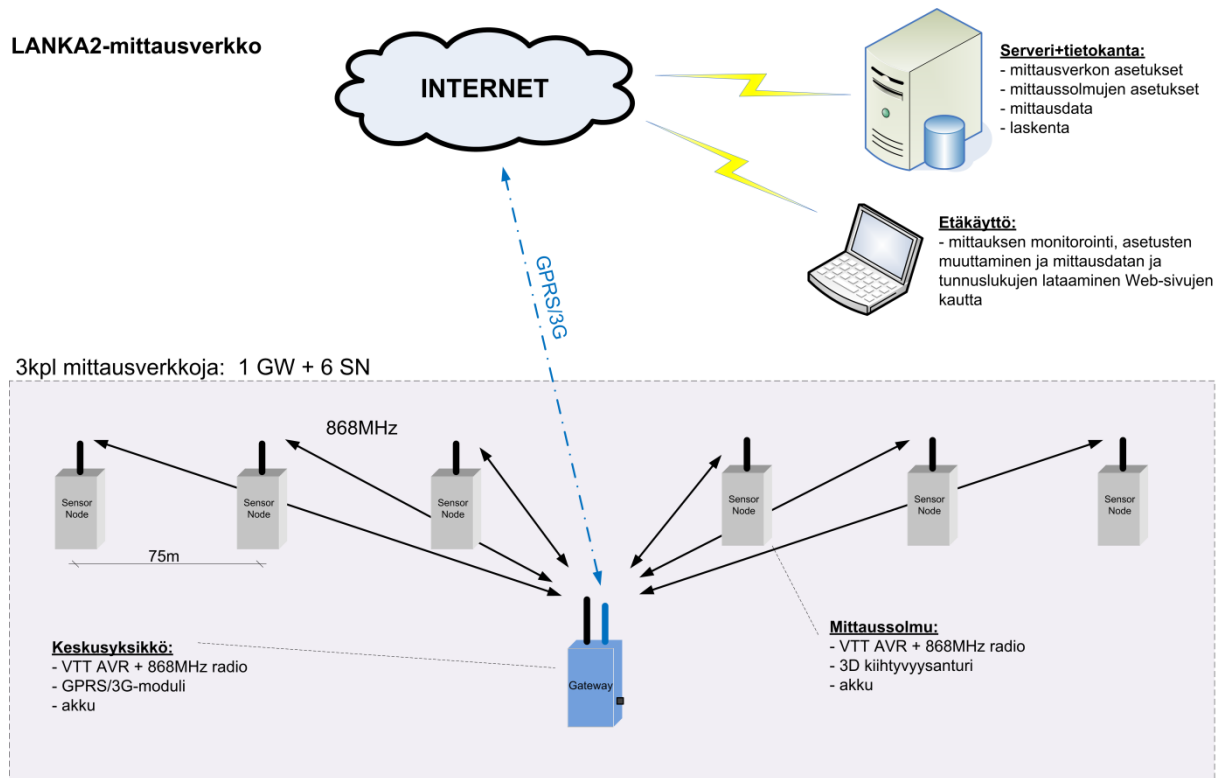 LANKA2-mittausverkko
INTERNET
Serveri+tietokanta:
- mittausverkon asetukset
- mittaussolmujen asetukset
- mittausdata
- laskenta
Etäkäyttö:
- mittauksen monitorointi, asetusten
muuttaminen ja mittausdatan ja
tunnuslukujen lataaminen Web-sivujen
kautta
GPRS/3G
3kpl mittausverkkoja: 1 GW + 6 SN
868MHz
Sensor
Node
Sensor
Node
Sensor
Node
Sensor
Node
Sensor
Node
Sensor
Node
75m
Keskusyksikkö:
- VTT AVR + 868MHz radio
- GPRS/3G-moduli
- akku
Gateway
Mittaussolmu:
- VTT AVR + 868MHz radio
- 3D kiihtyvyysanturi
- akku